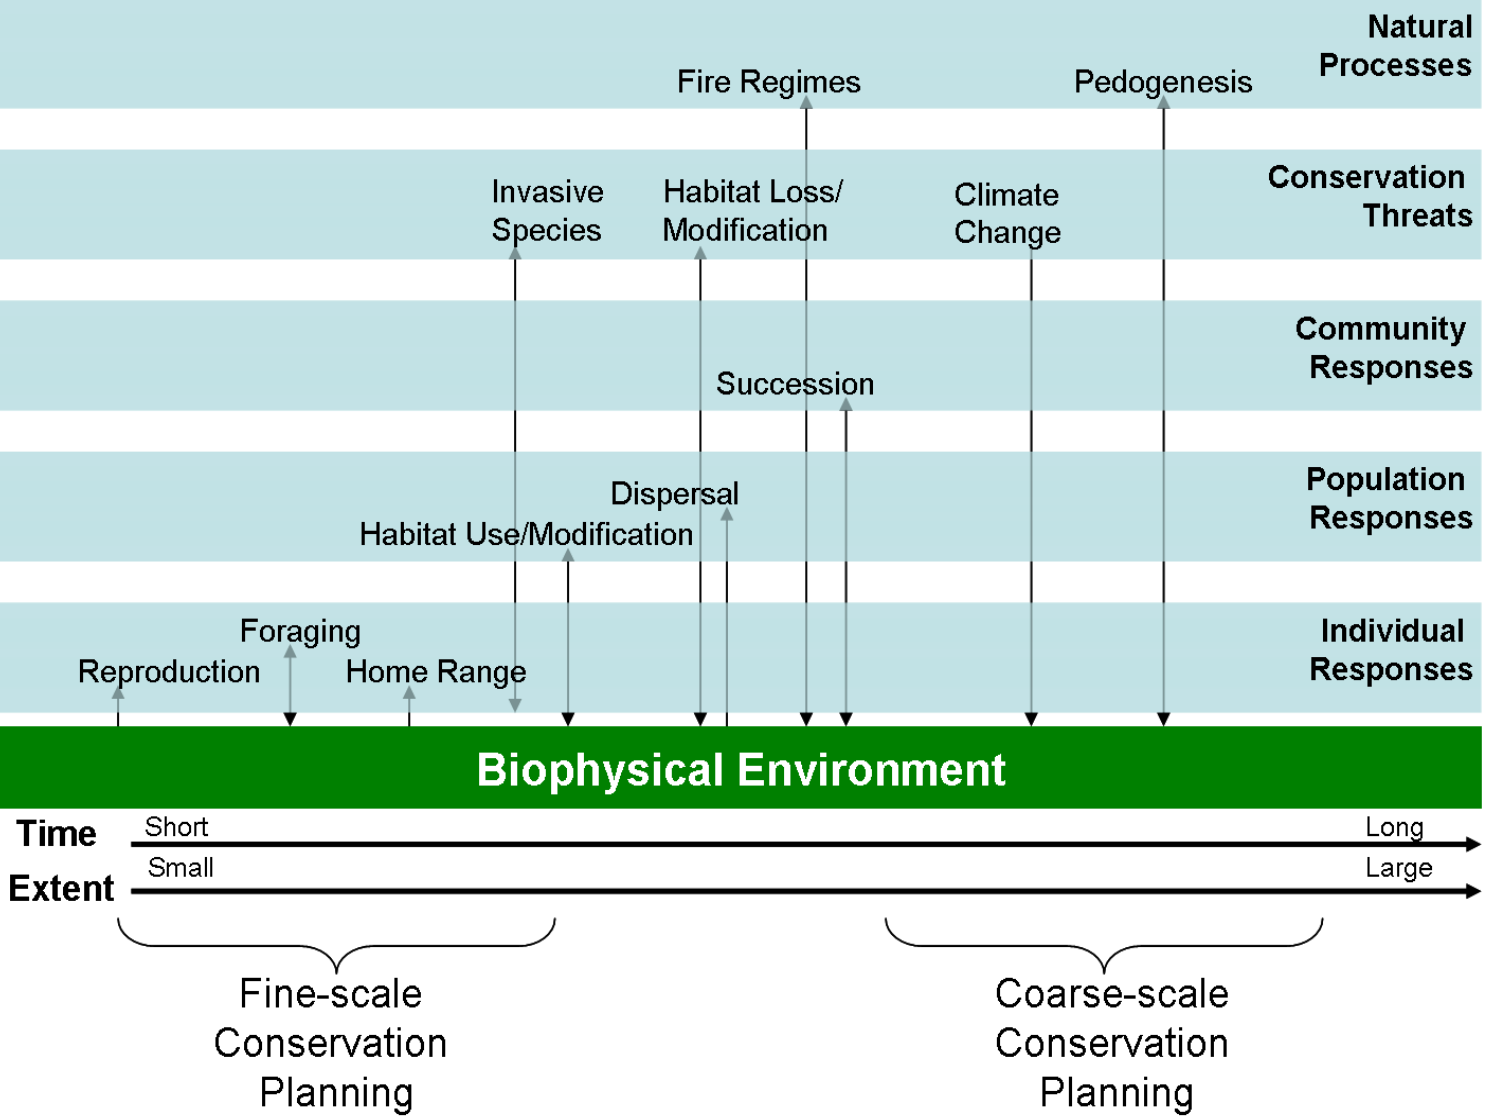 Natural
Processes
Fire Regimes
Pedogenesis
Conservation
Threats
Invasive
Species
Habitat Loss/
Modification
Climate
Change
Community
Responses
Succession
Population
Responses
Dispersal
Habitat Use/Modification
Individual
Responses
Foraging
Reproduction
Home Range
Biophysical Environment
Time
Short
Long
Extent
Small
Large
Fine-scale
Conservation
Planning
Coarse-scale
Conservation
Planning